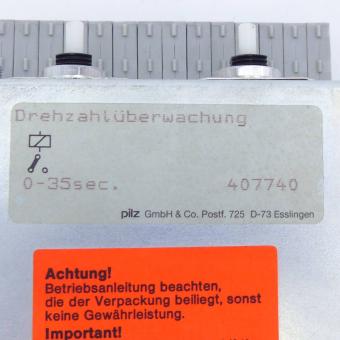 Drehzahlüberwachung
0-35sec. 407740
pilz GmbH & Co. Postf. 725 D-73 Esslingen
Achtung!
Betriebsanleitung beachten,
die der Verpackung beiliegt, sonst
keine Gewährleistung.
Important!